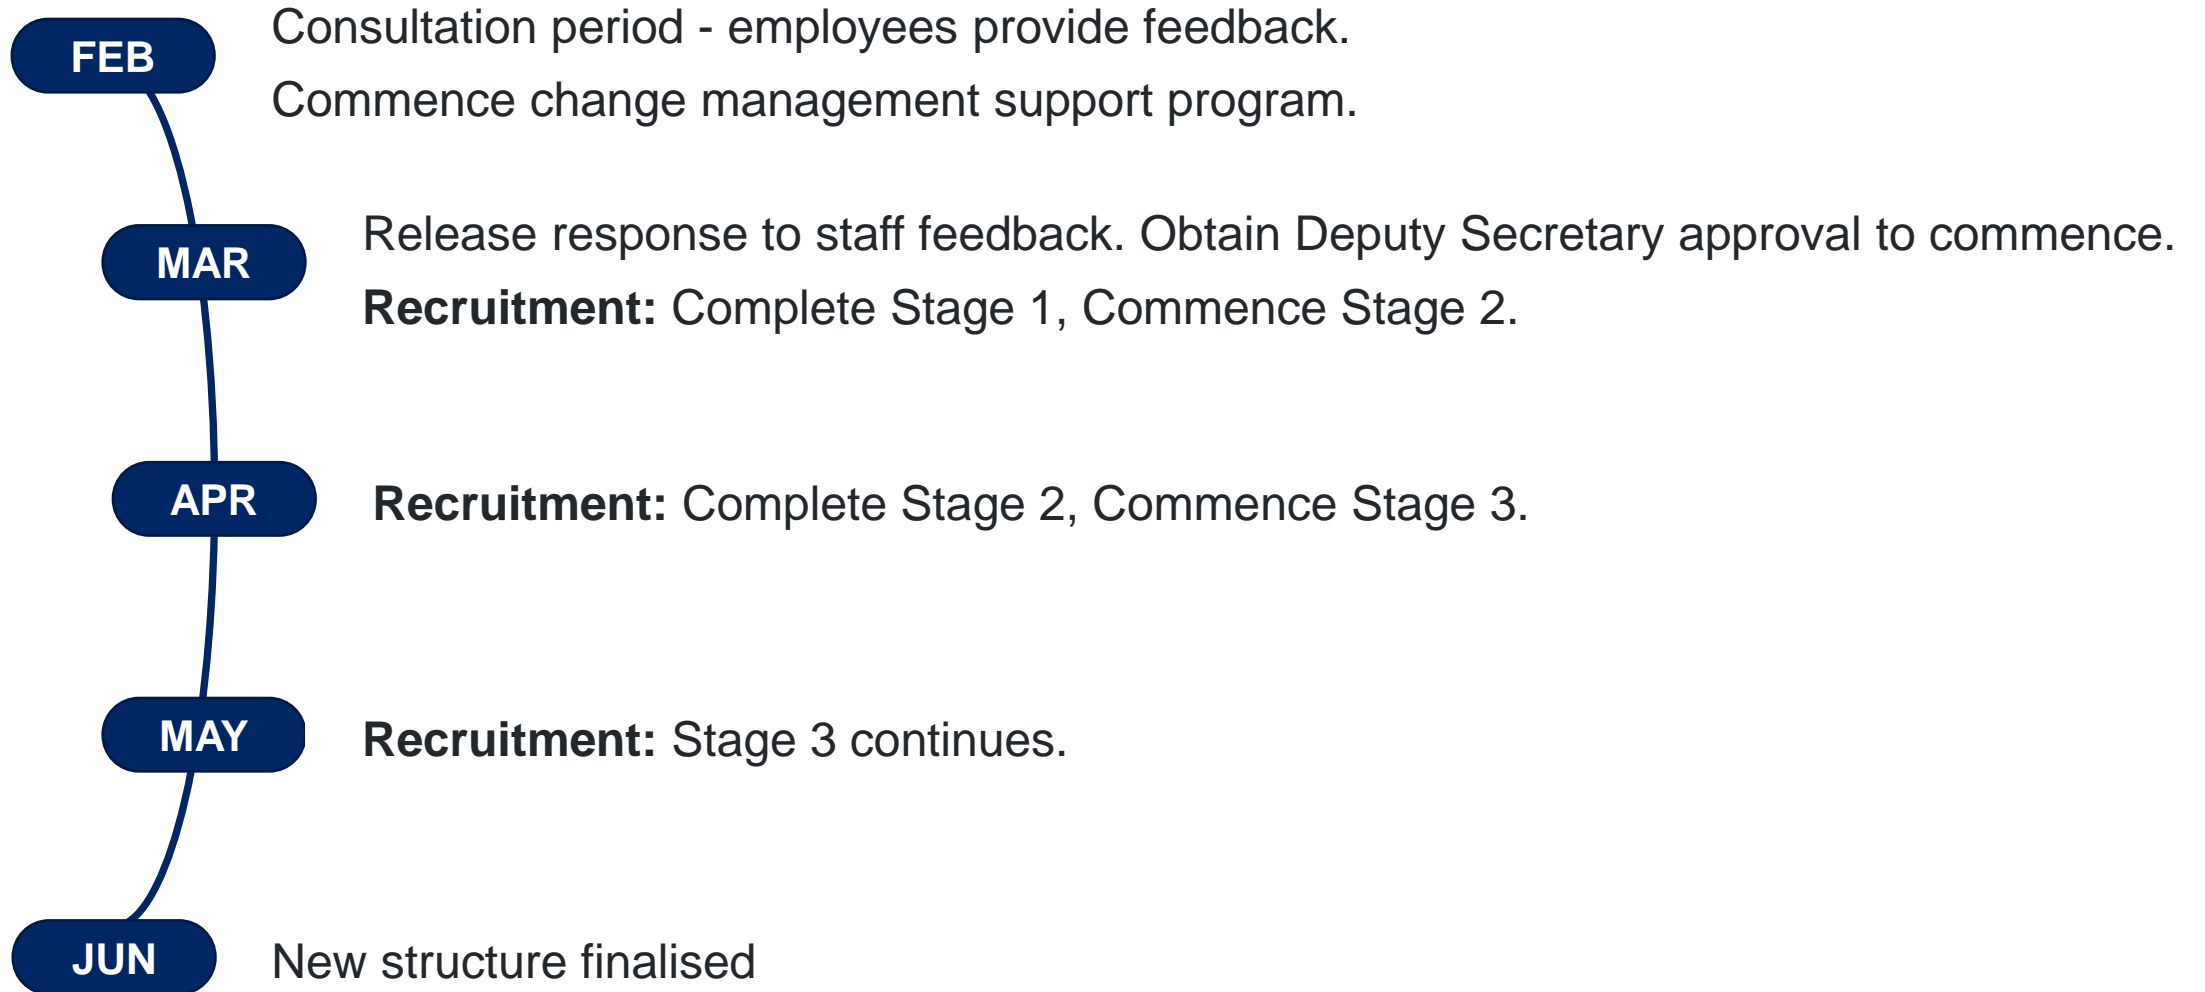 FEB
Consultation period - employees provide feedback.
Commence change management support program.
MAR
Release response to staff feedback. Obtain Deputy Secretary approval to commence.
Recruitment: Complete Stage 1, Commence Stage 2.
APR
Recruitment: Complete Stage 2, Commence Stage 3.
MAY
Recruitment: Stage 3 continues.
JUN
New structure finalised